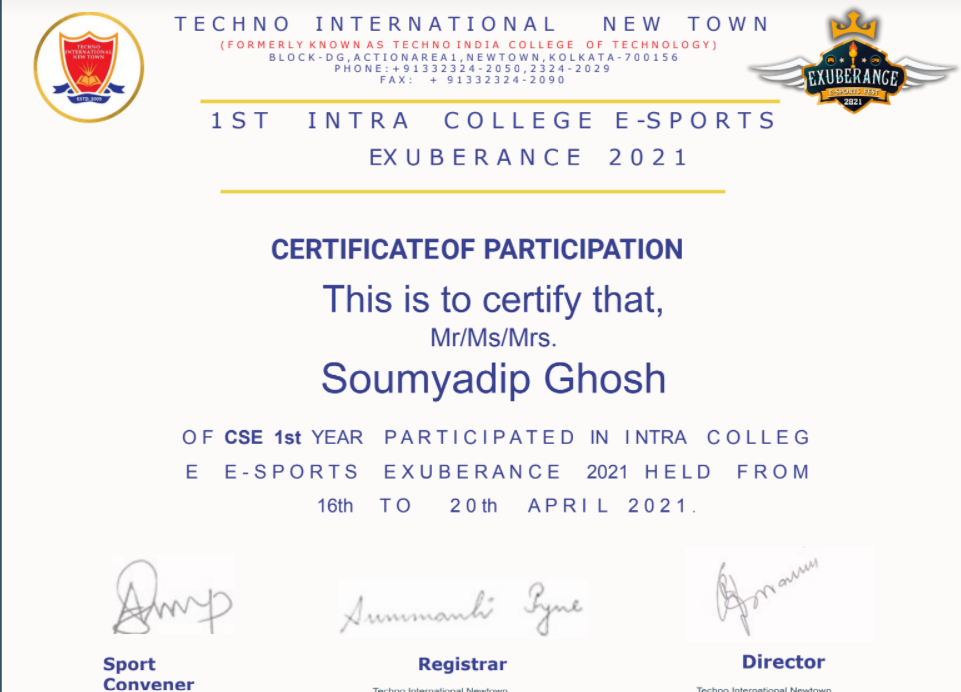 TECHNO INTERNATIONAL NEW TOWN
(FORMERLY KNOWN AS TECHNO INDIA COLLEGE OF TECHNOLOGY)
BLOCK-DG,ACTIONAREA1,NEWTOWN,KOLKATA-700156
PHONE:+91332324-2050,2324-2029
FAX: + 91332324-2090
TECHNO
INTERNATIONAL
NEW TOWN
ESTD. 2005
EXUBERANCE
E-SPORTS FEST
2021
1ST INTRA COLLEGE E-SPORTS
EXUBERANCE 2021
CERTIFICATEOF PARTICIPATION
This is to certify that,
Mr/Ms/Mrs.
Soumyadip Ghosh
OF CSE 1st YEAR PARTICIPATED IN INTRA COLLEG
E E-SPORTS EXUBERANCE 2021 HELD FROM
16th TO 20th APRIL 2021.
Pyne
Sport
Convener
Registrar
Director
Techno International Newtown
Techno International Newtown